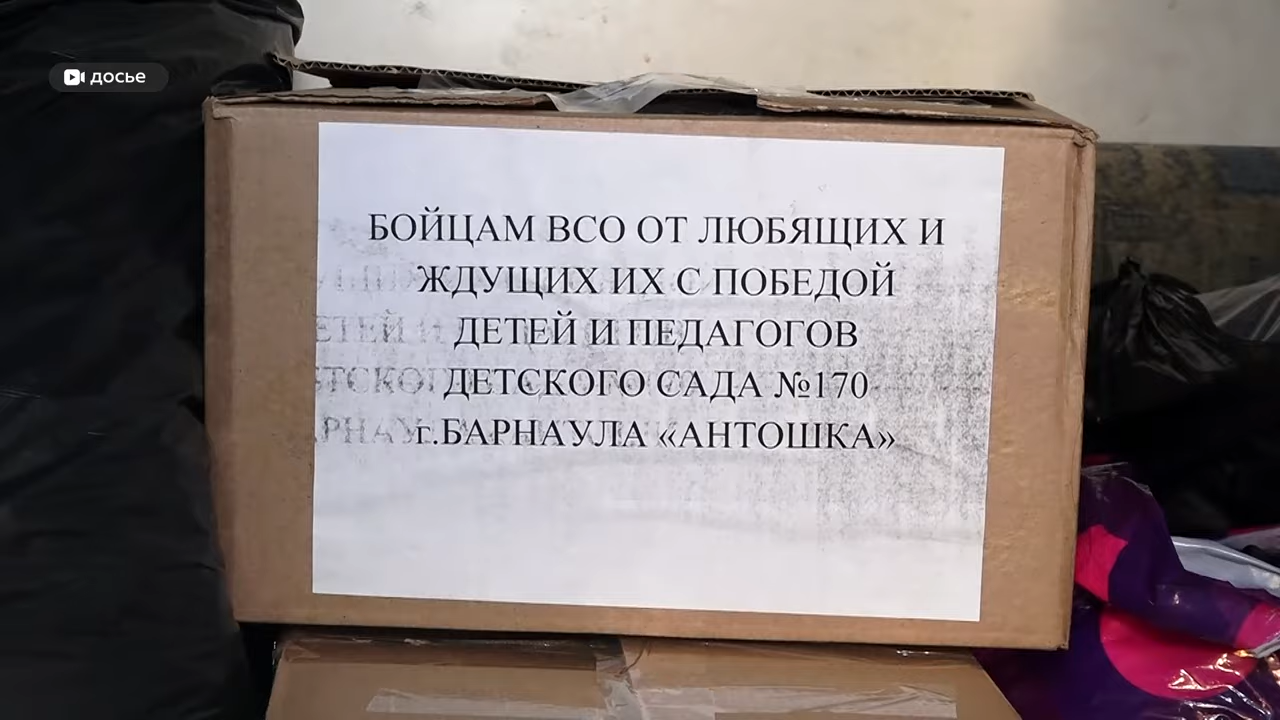 досье
БОЙЦАМ ВСО ОТ ЛЮБЯЩИХ И
ЖДУЩИХ ИХ С ПОБЕДОЙ
ДЕТЕЙ И ПЕДАГОГОВ
ДЕТСКОГО САДА №170
г.БАРНАУЛА «АНТОШКА»